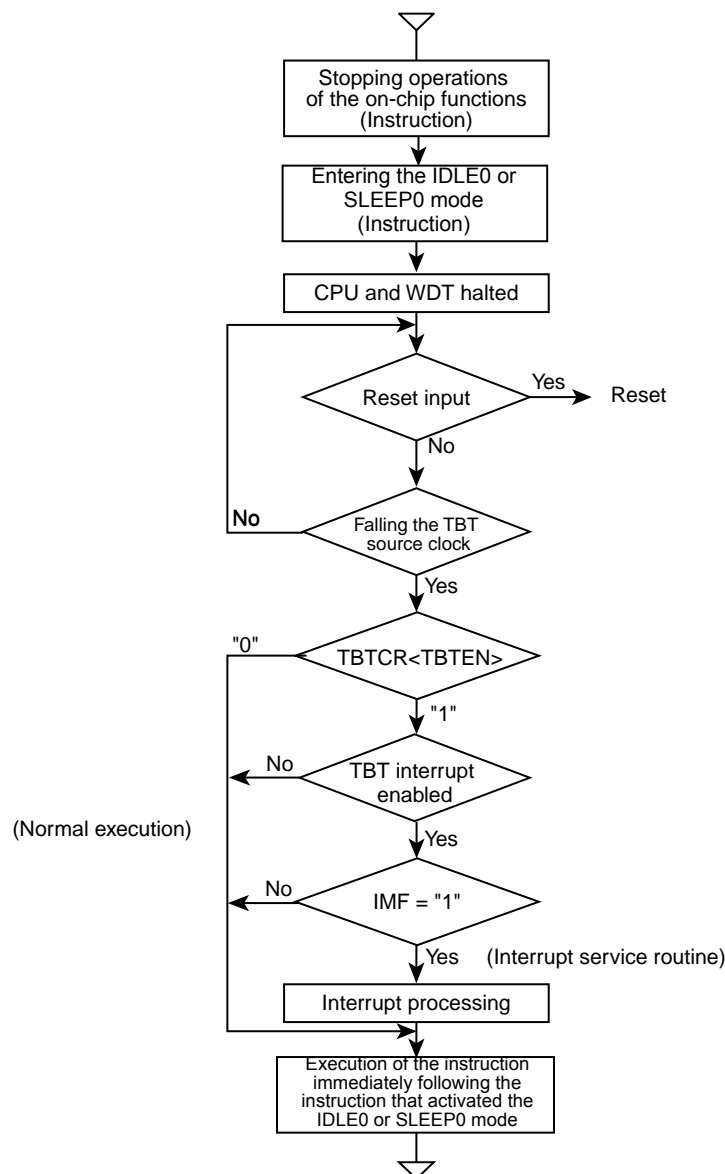 Stopping operations
of the on-chip functions
(Instruction)
Entering the IDLE0 or
SLEEP0 mode
(Instruction)
CPU and WDT halted
Reset input
Yes
Reset
No
No
Falling the TBT
source clock
Yes
"0"
TBTCR<TBTEN>
"1"
No
TBT interrupt
enabled
(Normal execution)
Yes
No
IMF = "1"
Yes
(Interrupt service routine)
Interrupt processing
Execution of the instruction
immediately following the
instruction that activated the
IDLE0 or SLEEP0 mode